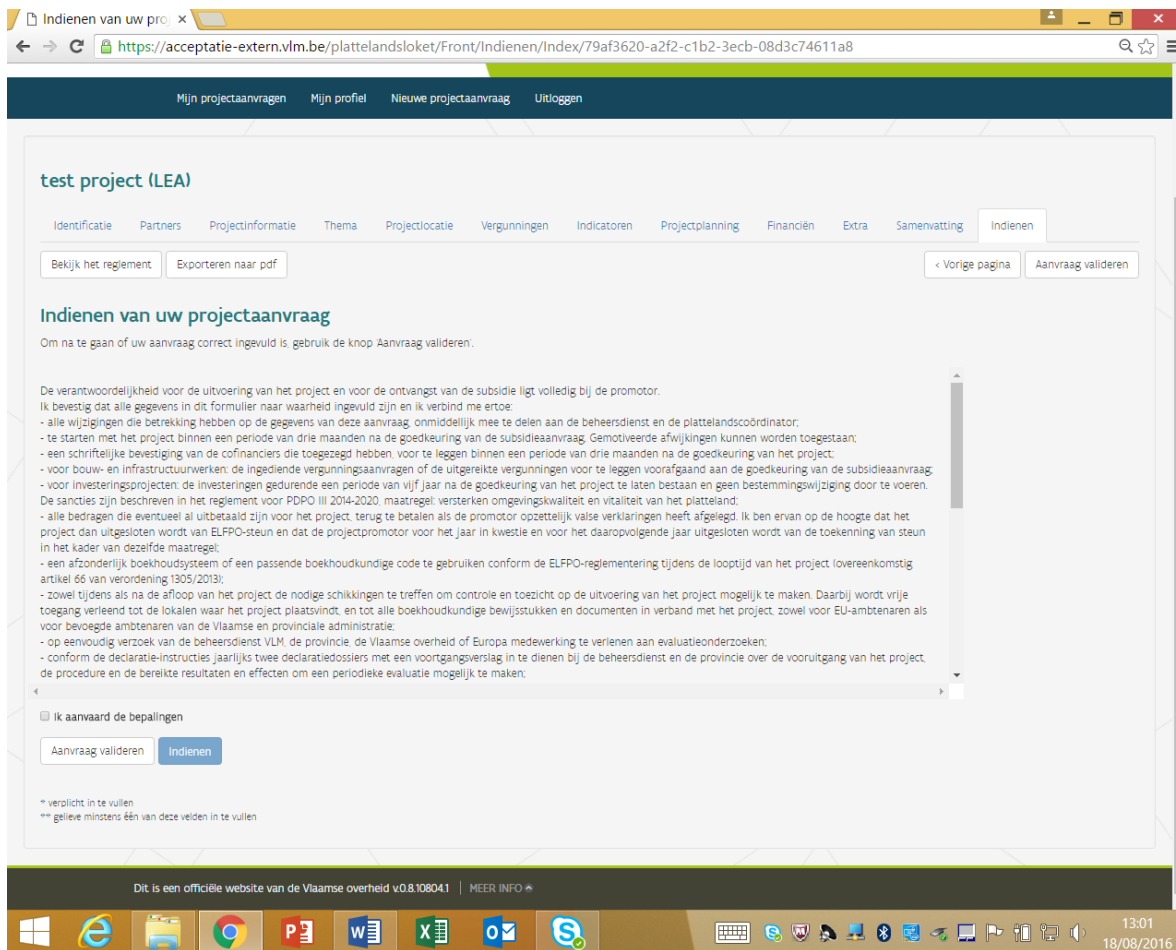 Indienen van uw proj
https://acceptatie-extern.vlm.be/plattelandsloket/Front/Indienen/Index/79af3620-a2f2-c1b2-3ecb-08d3c74611a8
Mijn projectaanvragen Mijn profiel Nieuwe projectaanvraag Uitloggen
test project (LEA)
Identificatie Partners Projectinformatie Thema Projectlocatie Vergunningen Indicatoren Projectplanning Financiën Extra Samenvatting Indienen
Bekijk het reglement Exporteren naar pdf < Vorige pagina Aanvraag valideren
Indienen van uw projectaanvraag
Om na te gaan of uw aanvraag correct ingevuld is, gebruik de knop 'Aanvraag valideren'.
De verantwoordelijkheid voor de uitvoering van het project en voor de ontvangst van de subsidie ligt volledig bij de promotor.
Ik bevestig dat alle gegevens in dit formulier naar waarheid ingevuld zijn en ik verbind me ertoe:
- alle wijzigingen die betrekking hebben op de gegevens van deze aanvraag, onmiddellijk mee te delen aan de beheersdienst en de plattelandscoördinator;
- te starten met het project binnen een periode van drie maanden na de goedkeuring van de subsidieaanvraag. Gemotiveerde afwijkingen kunnen worden toegestaan;
- een schriftelijke bevestiging van de cofinanciers die toegezegd hebben, voor te leggen binnen een periode van drie maanden na de goedkeuring van het project;
- voor bouw- en infrastructuurwerken: de ingediende vergunningsaanvragen of de uitgereikte vergunningen voor te leggen voorafgaand aan de goedkeuring van de subsidieaanvraag;
- voor investeringsprojecten: de investeringen gedurende een periode van vijf jaar na de goedkeuring van het project te laten bestaan en geen bestemmingswijziging door te voeren.
De sancties zijn beschreven in het reglement voor PDPO III 2014-2020, maatregel: versterken omgevingskwaliteit en vitaliteit van het platteland;
- alle bedragen die eventueel al uitbetaald zijn voor het project, terug te betalen als de promotor opzettelijk valse verklaringen heeft afgelegd. Ik ben ervan op de hoogte dat het
project dan uitgesloten wordt van ELFPO-steun en dat de projectpromotor voor het jaar in kwestie en voor het daaropvolgende jaar uitgesloten wordt van de toekenning van steun
in het kader van dezelfde maatregel;
- een afzonderlijk boekhoudsysteem of een passende boekhoudkundige code te gebruiken conform de ELFPO-reglementering tijdens de looptijd van het project (overeenkomstig
artikel 66 van verordening 1305/2013);
- zowel tijdens als na de afloop van het project de nodige schikkingen te treffen om controle en toezicht op de uitvoering van het project mogelijk te maken. Daarbij wordt vrije
toegang verleend tot de lokalen waar het project plaatsvindt, en tot alle boekhoudkundige bewijsstukken en documenten in verband met het project, zowel voor EU-ambtenaren als
voor bevoegde ambtenaren van de Vlaamse en provinciale administratie;
- op eenvoudig verzoek van de beheersdienst VLM, de provincie, de Vlaamse overheid of Europa medewerking te verlenen aan evaluatieonderzoeken;
- conform de declaratie-instructies jaarlijks twee declaratiedossiers met een voortgangsverslag in te dienen bij de beheersdienst en de provincie over de vooruitgang van het project,
de procedure en de bereikte resultaten en effecten om een periodieke evaluatie mogelijk te maken;
Ik aanvaard de bepalingen
Aanvraag valideren Indienen
* verplicht in te vullen
** gelieve minstens één van deze velden in te vullen
Dit is een officiële website van de Vlaamse overheid v.0.8.10804.1 | MEER INFO
13:01
18/08/2016